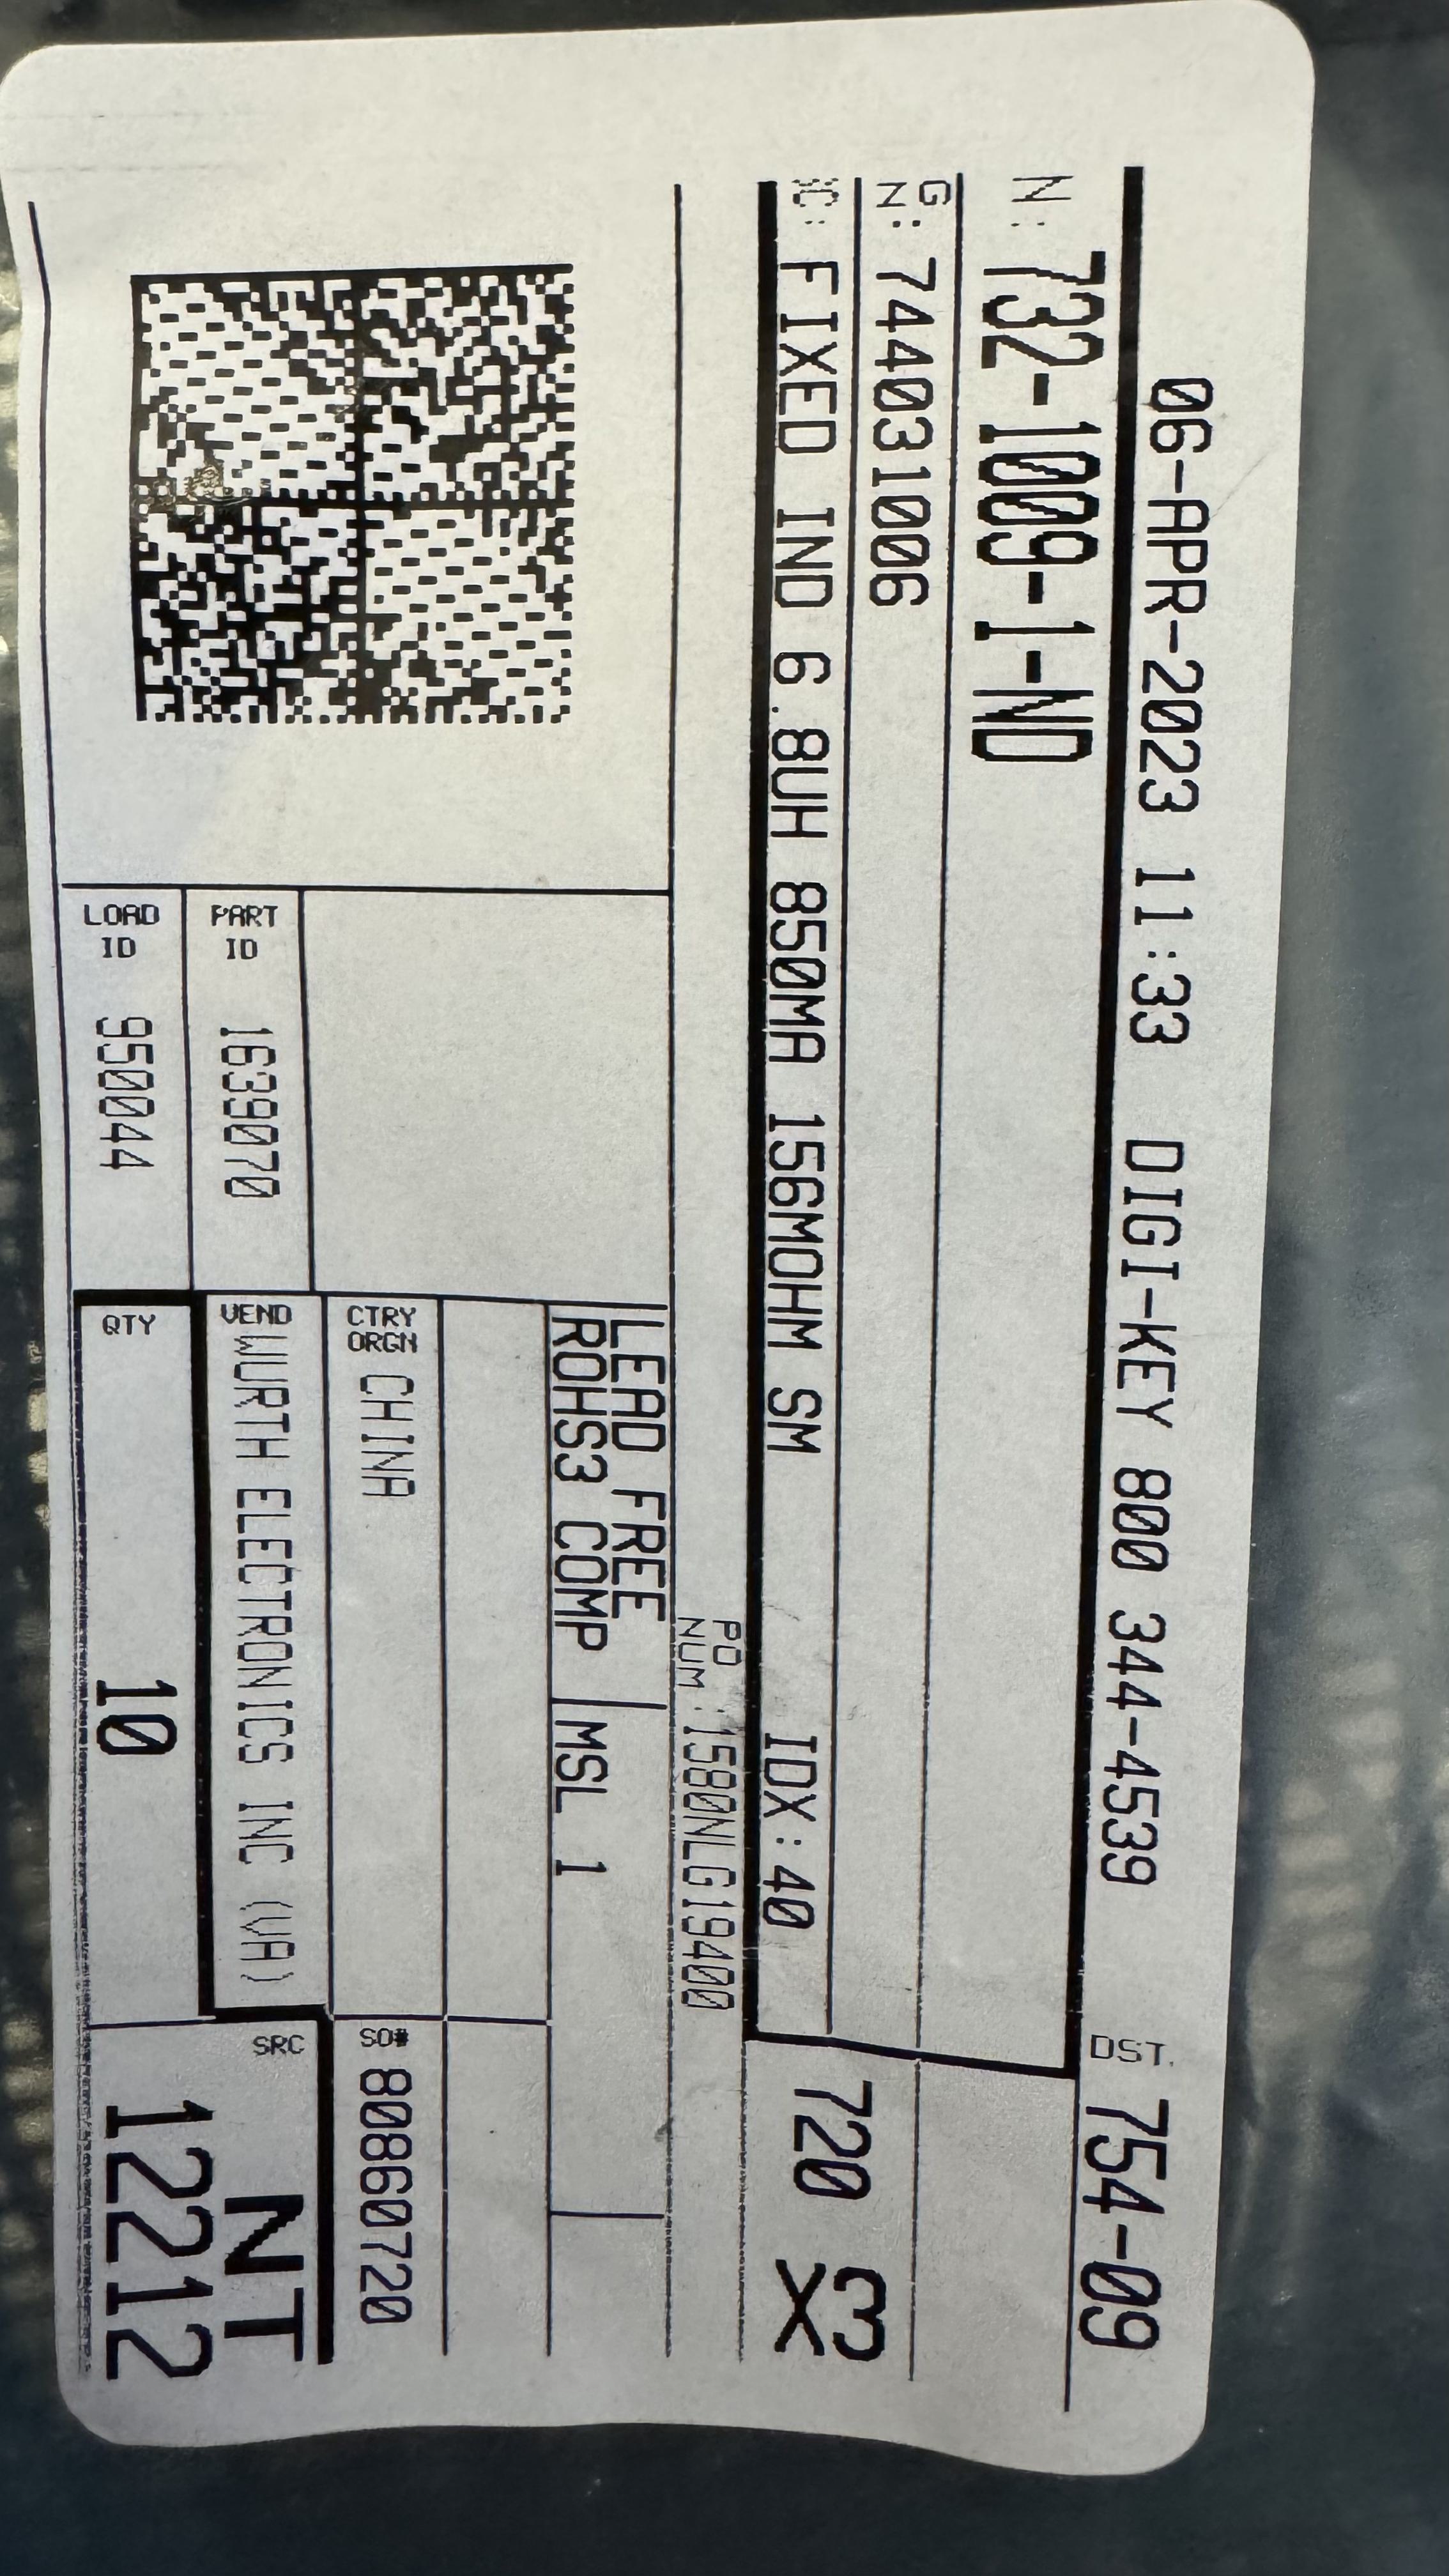 06-APR-2023 11:33 DIGI-KEY 800 344-4539
DST. 754-09
N: 732-1009-1-ND
G: N: 744031006
C: FIXED IND 6.8UH 850MA 156MOHM SM IDX:40
720 3X
PO NUM:1580NLG19400
LEAD FREE
ROHS3 COMP
MSL 1
CTRY
ORGN CHINA
SO# 80860720
PART
ID 1639070
VEND WURTH ELECTRONICS INC (VA)
SRC NT
LOAD
ID 950044
QTY 10
12212